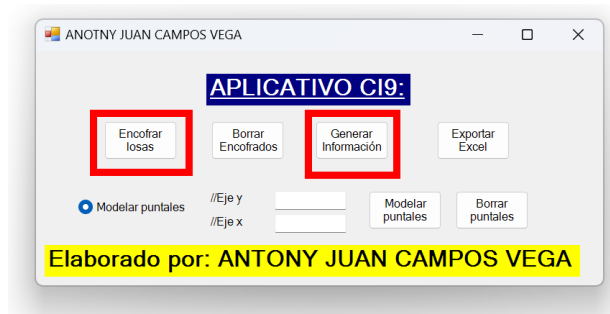 ANOTNY JUAN CAMPOS VEGA
APLICATIVO CI9:
Encofrar
losas
Borrar
Encofrados
Generar
Información
Exportar
Excel
Modelar puntales
//Eje y
//Eje x
Modelar
puntales
Borrar
puntales
Elaborado por: ANTONY JUAN CAMPOS VEGA